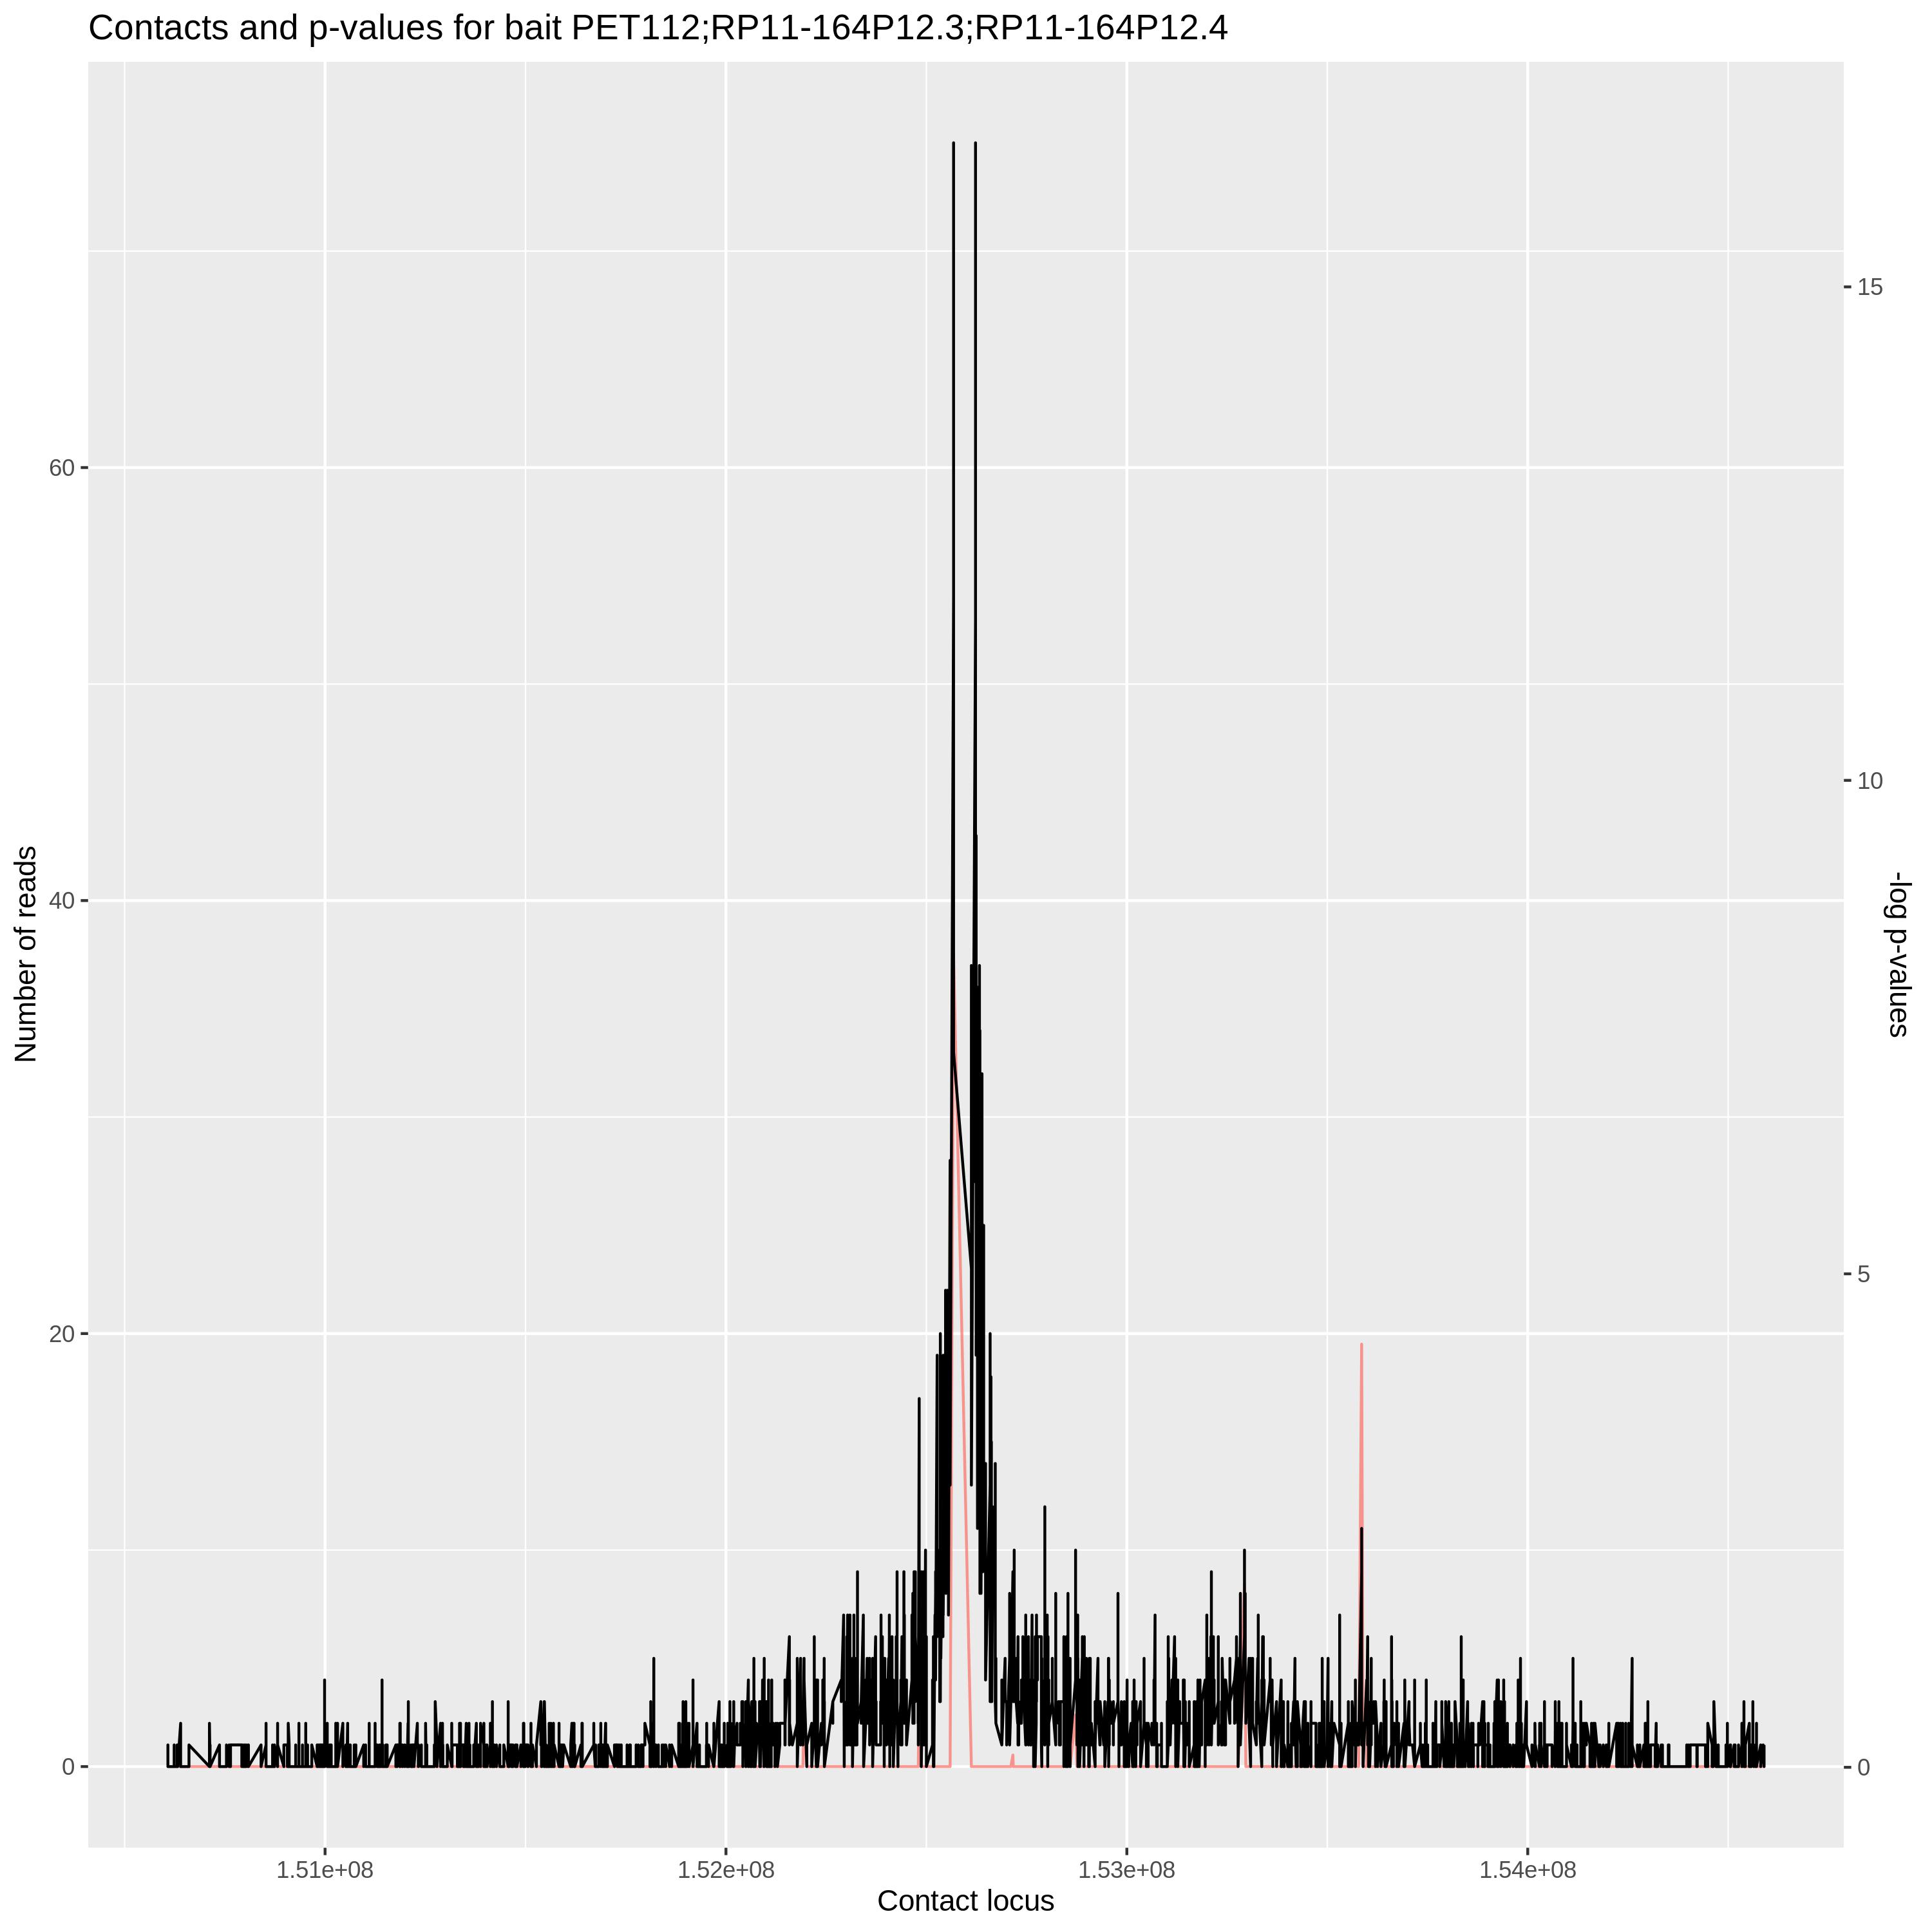 Contacts and p-values for bait PET112;RP11-164P12.3;RP11-164P12.4
Number of reads
60
40
20
0
15
10
5
0
-log p-values
1.51e+08
1.52e+08
1.53e+08
1.54e+08
Contact locus